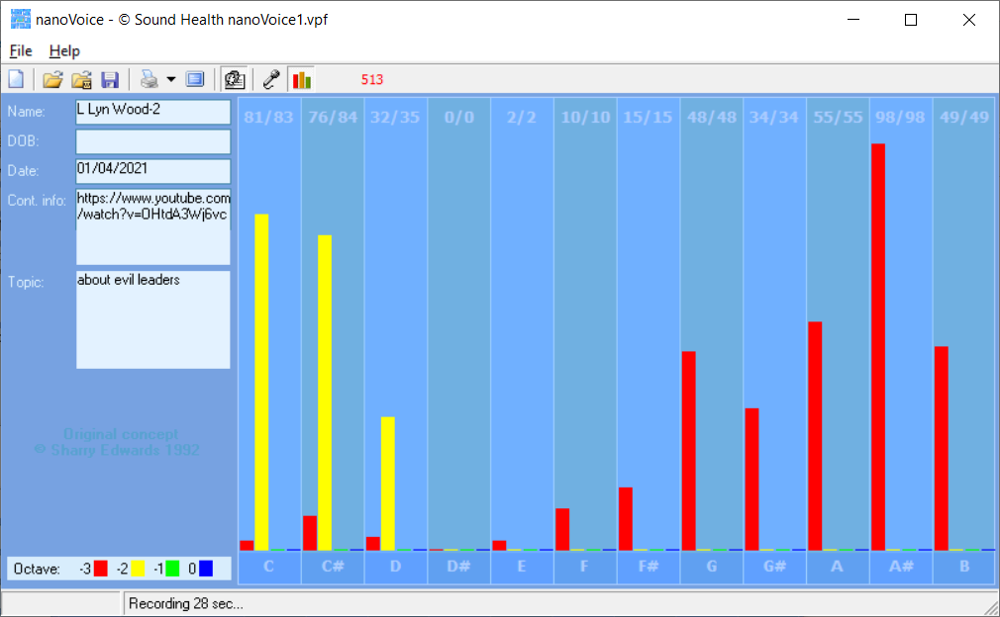 nanoVoice - © Sound Health nanoVoice1.vpf
File Help
513
Name: L Lyn Wood-2
DOB:
Date: 01/04/2021
Cont. info: https://www.youtube.com
/watch?v=0HtdA3Wj6vc
Topic: about evil leaders
Original concept
© Sharry Edwards 1992
Octave: -3 -2 -1 0
81/83 76/84 32/35 0/0 2/2 10/10 15/15 48/48 34/34 55/55 98/98 49/49
C C# D D# E F F# G G# A A# B
Recording 28 sec...